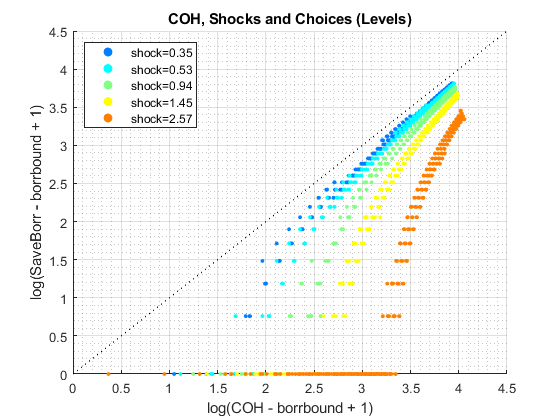 COH, Shocks and Choices (Levels)
4.5
4
3.5
3
2.5
2
1.5
1
0.5
0
log(SaveBorr - borrbound + 1)
shock=0.35
shock=0.53
shock=0.94
shock=1.45
shock=2.57
0 0.5 1 1.5 2 2.5 3 3.5 4 4.5
log(COH - borrbound + 1)